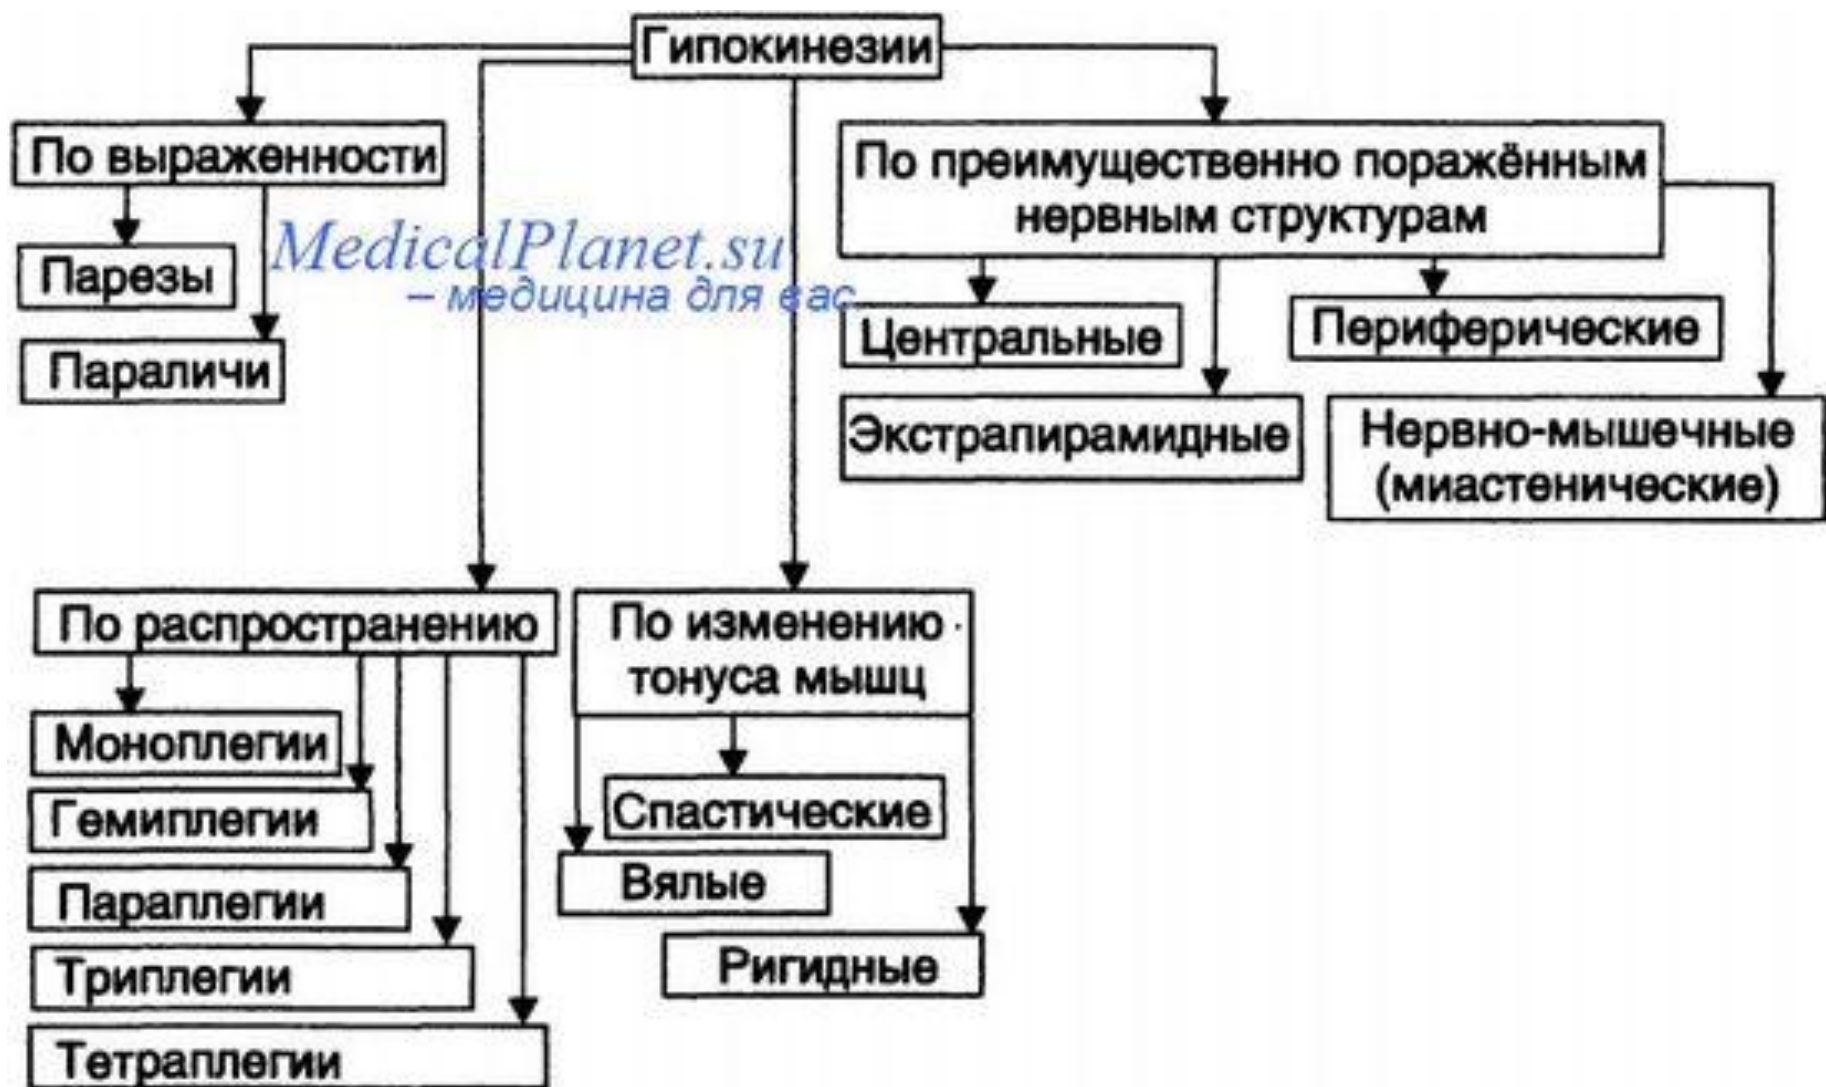 Гипокинезии
По выраженности
Парезы
Параличи
MedicalPlanet.su
– медицина для вас
По преимущественно поражённым
нервным структурам
Центральные
Периферические
Экстрапирамидные
Нервно-мышечные
(миастенические)
По распространению
Моноплегии
Гемиплегии
Параплегии
Триплегии
Тетраплегии
По изменению
тонуса мышц
Спастические
Вялые
Ригидные